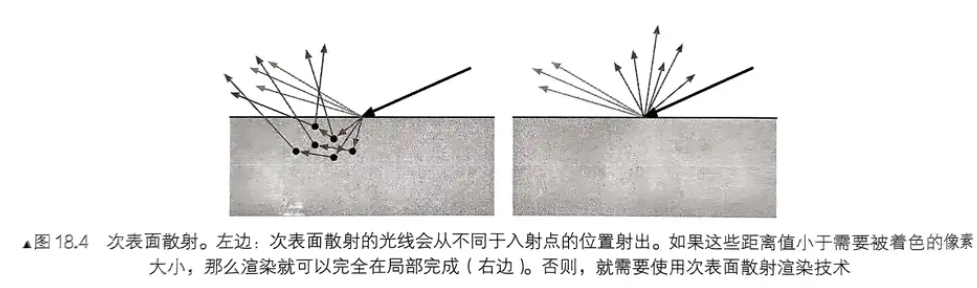 ▲图18.4 次表面散射。左边：次表面散射的光线会从不同于入射点的位置射出。如果这些距离值小于需要被着色的像素
大小，那么渲染就可以完全在局部完成（右边）。否则，就需要使用次表面散射渲染技术